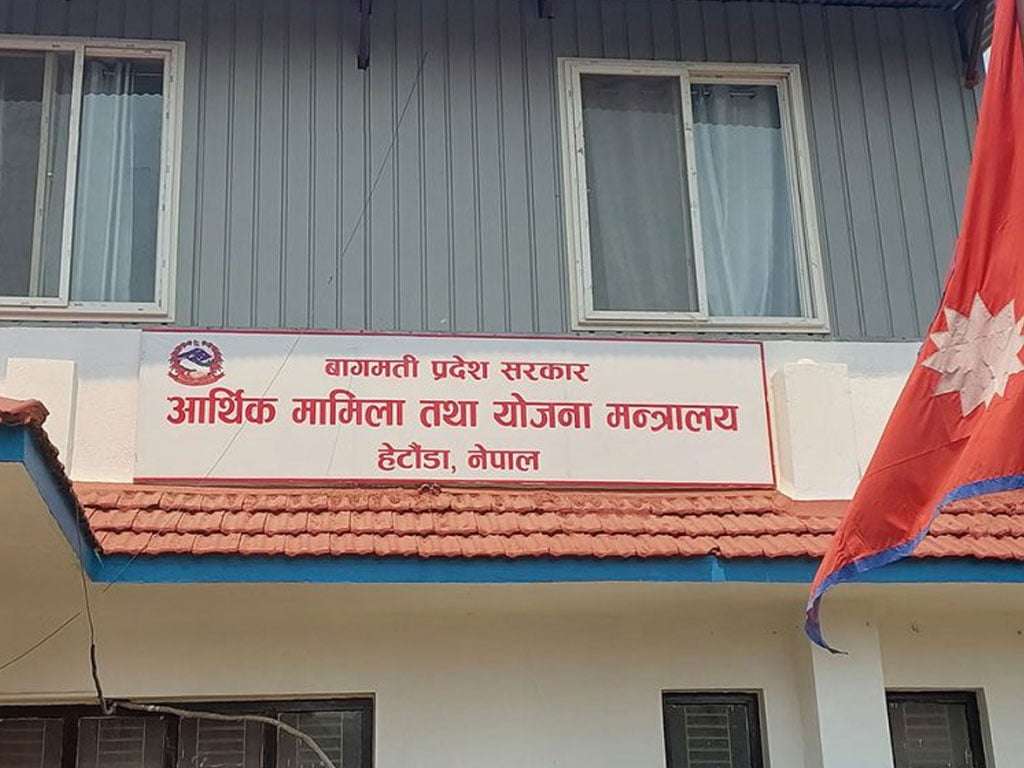 बागमती प्रदेश सरकार
आर्थिक मामिला तथा योजना मन्त्रालय
हेटौंडा, नेपाल